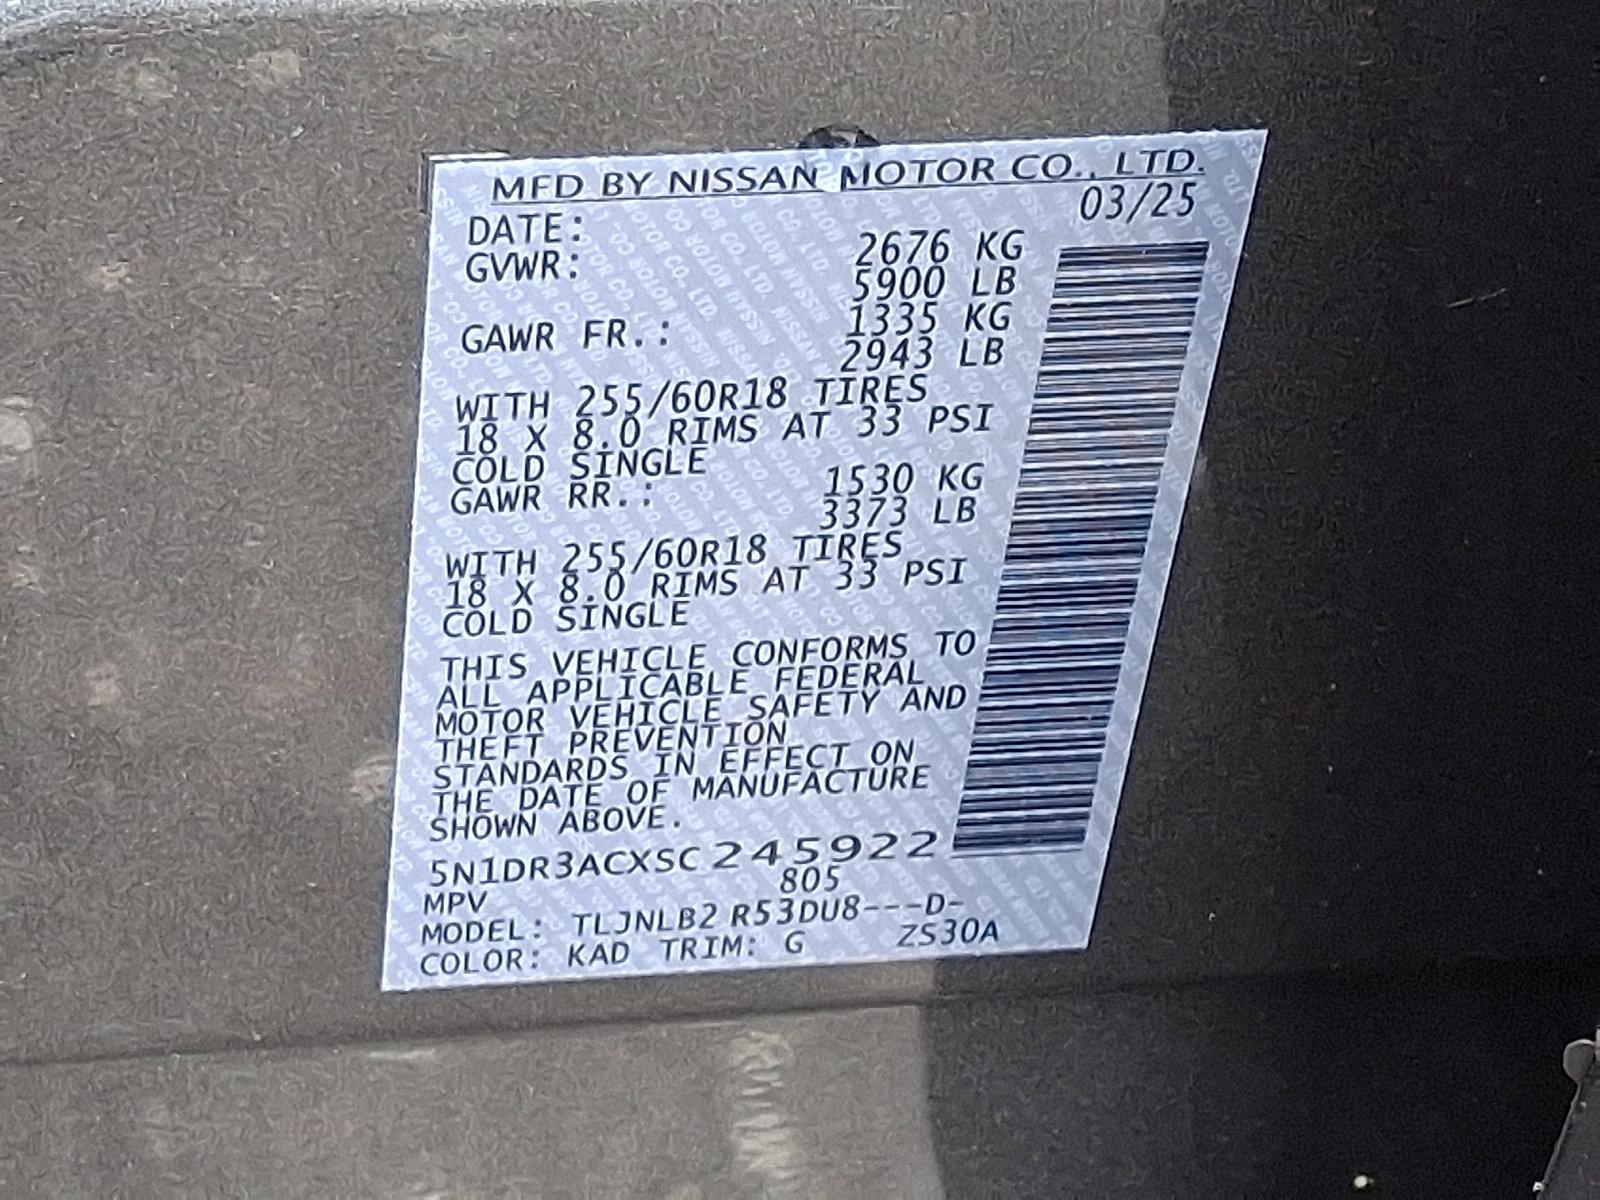 MFD BY NISSAN MOTOR CO., LTD.
DATE: 03/25
GVWR: 2676 KG
5900 LB
GAWR FR.: 1335 KG
2943 LB
WITH 255/60R18 TIRES
18 X 8.0 RIMS AT 33 PSI
COLD SINGLE
GAWR RR.: 1530 KG
3373 LB
WITH 255/60R18 TIRES
18 X 8.0 RIMS AT 33 PSI
COLD SINGLE
THIS VEHICLE CONFORMS TO
ALL APPLICABLE FEDERAL
MOTOR VEHICLE SAFETY AND
THEFT PREVENTION
STANDARDS IN EFFECT ON
THE DATE OF MANUFACTURE
SHOWN ABOVE.
5N1DR3ACXSC245922
805
MPV
MODEL: TLJNLB2 R53DU8---D-
COLOR: KAD TRIM: G ZS30A